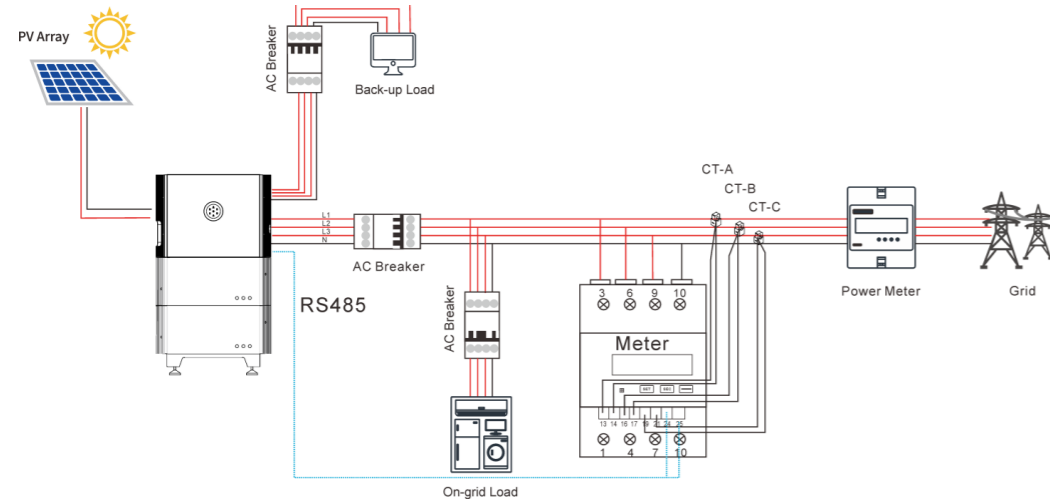 PV Array
AC Breaker
Back-up Load
CT-A
CT-B
CT-C
L1
L2
L3
N
AC Breaker
Power Meter
Grid
RS485
AC Breaker
3 6 9 10
Meter
SET
13 14 16 17 19 21 24 25
1 4 7 10
On-grid Load